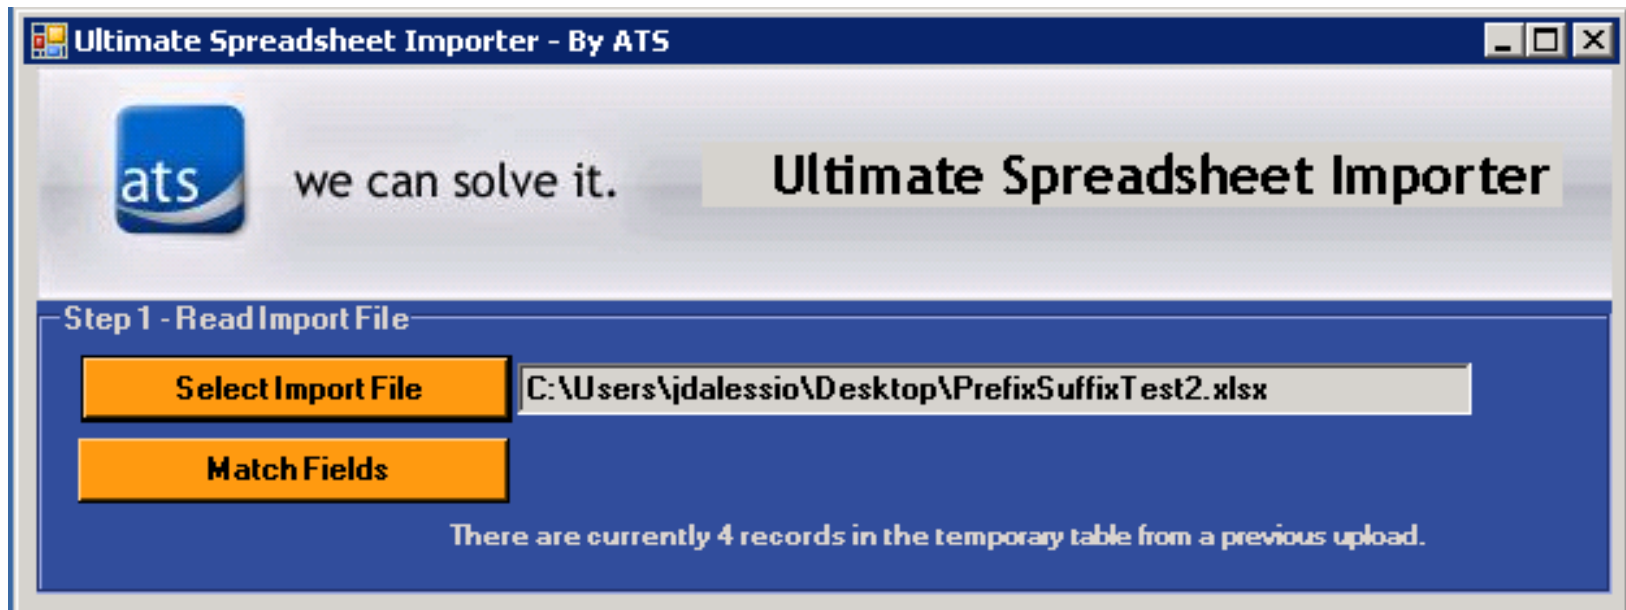 Ultimate Spreadsheet Importer - By ATS
ats
we can solve it.
Ultimate Spreadsheet Importer
Step 1 - Read Import File
Select Import File
C:\Users\jdalessio\Desktop\PrefixSuffixTest2.xlsx
Match Fields
There are currently 4 records in the temporary table from a previous upload.